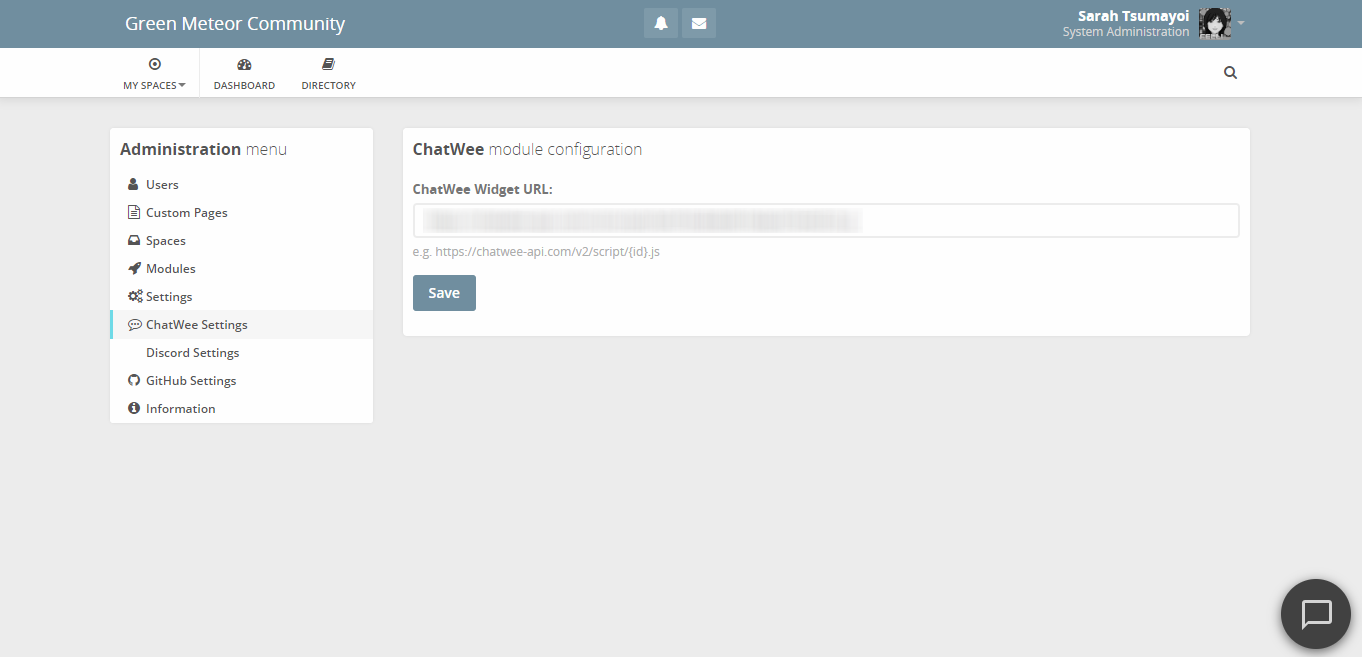 Green Meteor Community
Sarah Tsumayoi
System Administration
MY SPACES
DASHBOARD
DIRECTORY
Administration menu
Users
Custom Pages
Spaces
Modules
Settings
ChatWee Settings
Discord Settings
GitHub Settings
Information
ChatWee module configuration
ChatWee Widget URL:
e.g. https://chatwee-api.com/v2/script/{id}.js
Save